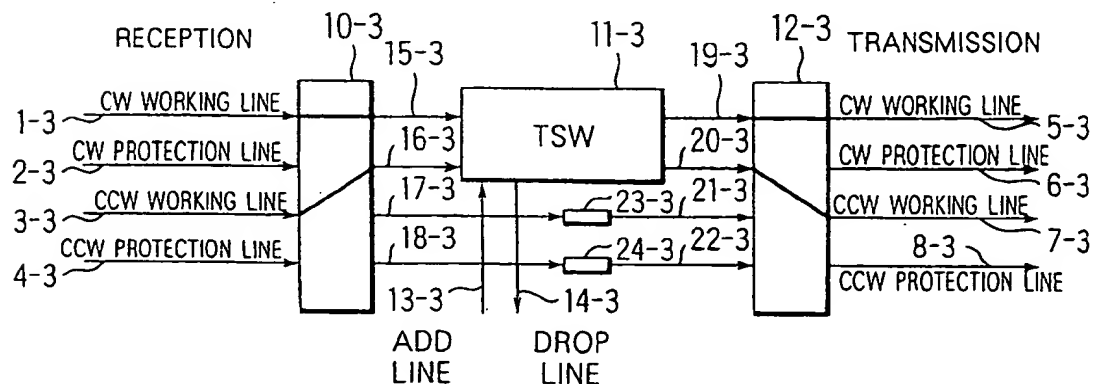 RECEPTION
10-3
15-3
11-3
19-3
12-3
TRANSMISSION
CW WORKING LINE
1-3
TSW
CW WORKING LINE
5-3
CW PROTECTION LINE
2-3
16-3
20-3
CW PROTECTION LINE
6-3
CCW WORKING LINE
3-3
17-3
23-3
21-3
CCW WORKING LINE
7-3
CCW PROTECTION LINE
4-3
18-3
24-3
22-3
8-3
CCW PROTECTION LINE
13-3
14-3
ADD
LINE
DROP
LINE